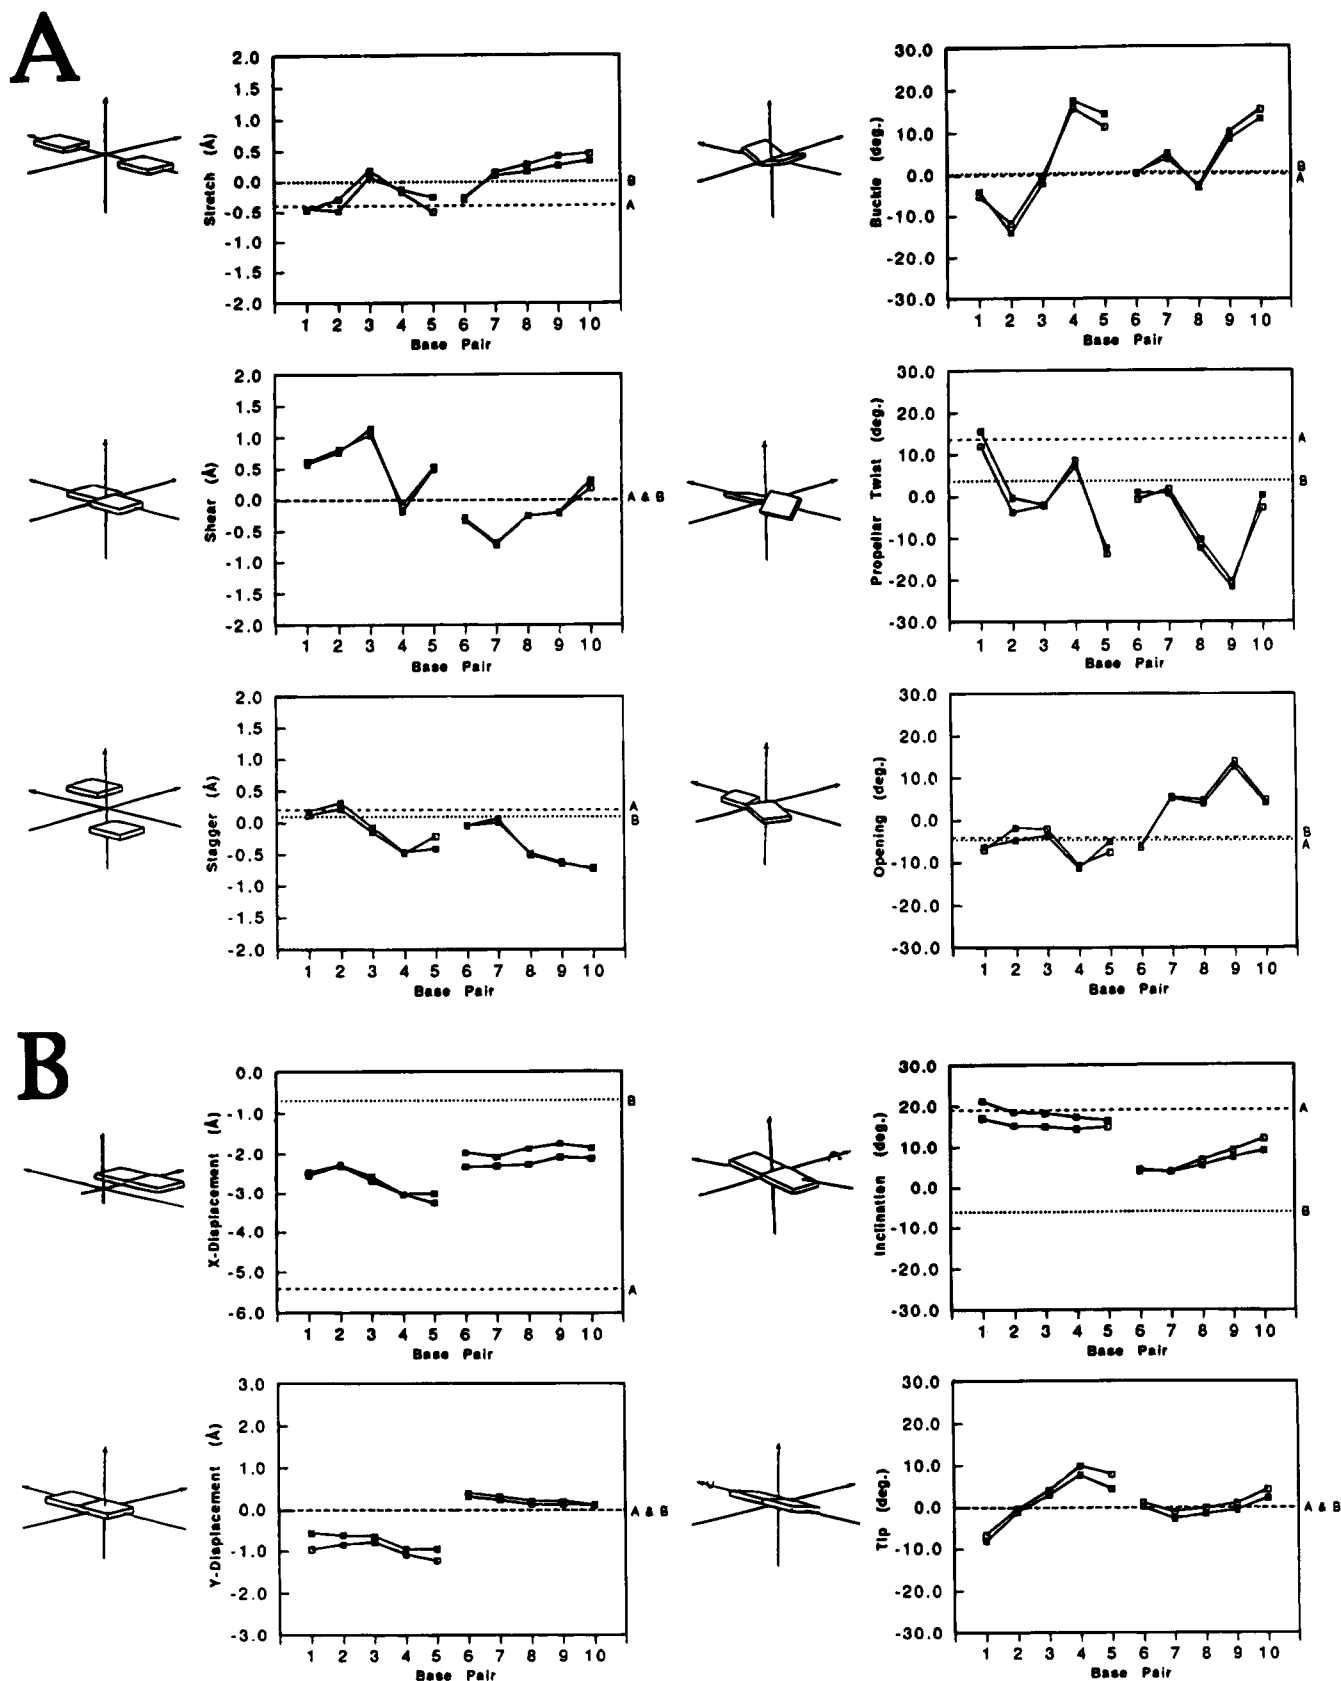 A
Stretch (Å)
2.0
1.5
1.0
0.5
0.0
-0.5
-1.0
-1.5
-2.0
B
A
1 2 3 4 5 6 7 8 9 10
Base Pair
Buckle (deg.)
30.0
20.0
10.0
0.0
-10.0
-20.0
-30.0
B
A
1 2 3 4 5 6 7 8 9 10
Base Pair
Shear (Å)
2.0
1.5
1.0
0.5
0.0
-0.5
-1.0
-1.5
-2.0
A & B
1 2 3 4 5 6 7 8 9 10
Base Pair
Propellar Twist (deg.)
30.0
20.0
10.0
0.0
-10.0
-20.0
-30.0
A
B
1 2 3 4 5 6 7 8 9 10
Base Pair
Stagger (Å)
2.0
1.5
1.0
0.5
0.0
-0.5
-1.0
-1.5
-2.0
A
B
1 2 3 4 5 6 7 8 9 10
Base Pair
Opening (deg.)
30.0
20.0
10.0
0.0
-10.0
-20.0
-30.0
B
A
1 2 3 4 5 6 7 8 9 10
Base Pair
B
X-Displacement (Å)
0.0
-1.0
-2.0
-3.0
-4.0
-5.0
-6.0
B
A
1 2 3 4 5 6 7 8 9 10
Base Pair
Inclination (deg.)
30.0
20.0
10.0
0.0
-10.0
-20.0
-30.0
A
B
1 2 3 4 5 6 7 8 9 10
Base Pair
Y-Displacement (Å)
3.0
2.0
1.0
0.0
-1.0
-2.0
-3.0
A & B
1 2 3 4 5 6 7 8 9 10
Base Pair
Tip (deg.)
30.0
20.0
10.0
0.0
-10.0
-20.0
-30.0
A & B
1 2 3 4 5 6 7 8 9 10
Base Pair